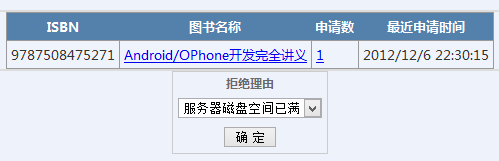 ISBN 图书名称 申请数 最近申请时间
9787508475271 Android/OPhone开发完全讲义 1 2012/12/6 22:30:15
拒绝理由
服务器磁盘空间已满
确 定